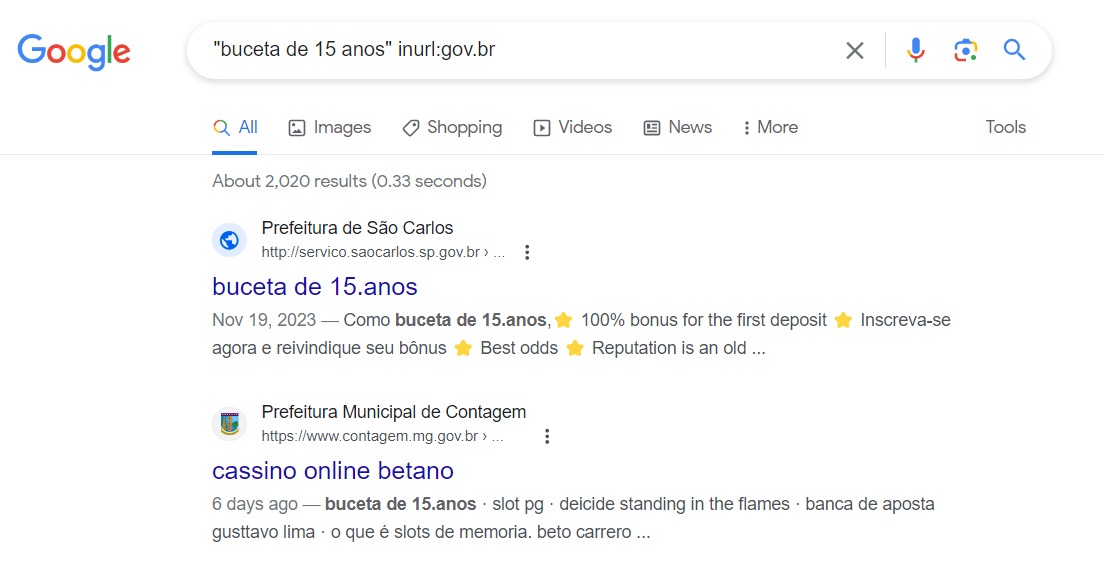 Google
"buceta de 15 anos" inurl:gov.br
All Images Shopping Videos News More Tools
About 2,020 results (0.33 seconds)
Prefeitura de São Carlos
http://servico.saocarlos.sp.gov.br › ...
buceta de 15.anos
Nov 19, 2023 — Como buceta de 15.anos,⭐ 100% bonus for the first deposit ⭐ Inscreva-se
agora e reivindique seu bônus ⭐ Best odds ⭐ Reputation is an old ...
Prefeitura Municipal de Contagem
https://www.contagem.mg.gov.br › ...
cassino online betano
6 days ago — buceta de 15.anos · slot pg · deicide standing in the flames · banca de aposta
gusttavo lima · o que é slots de memoria. beto carrero ...